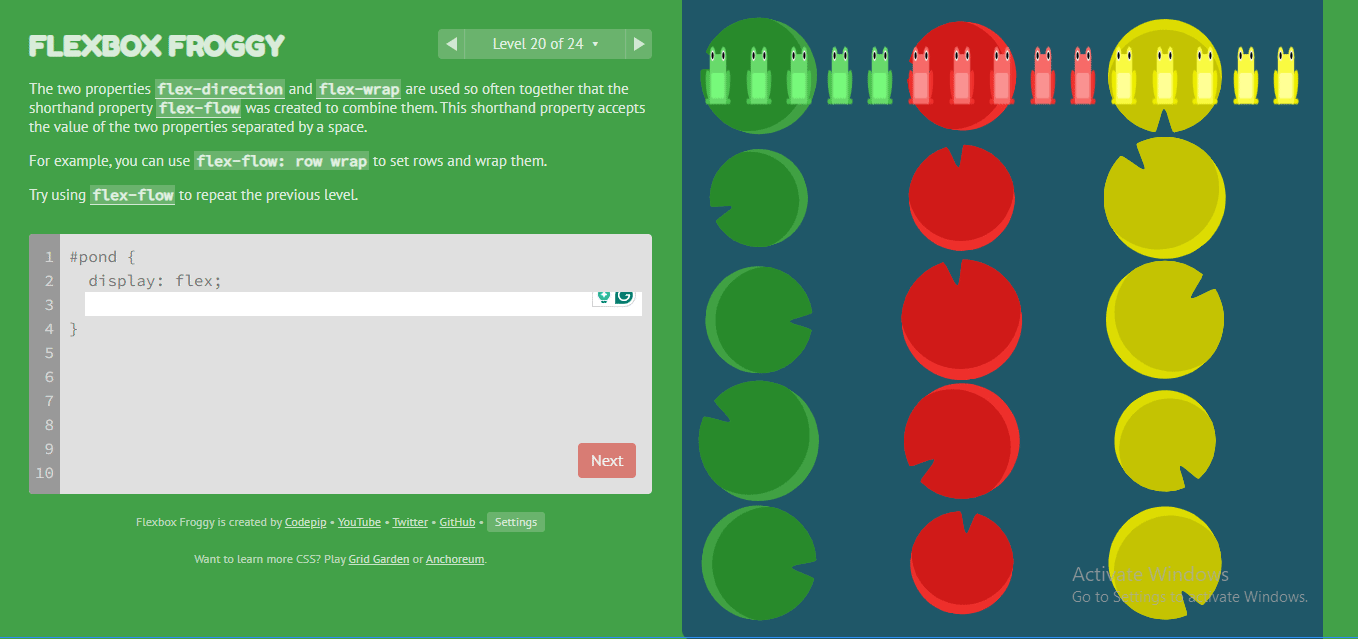 FLEXBOX FROGGY
Level 20 of 24
The two properties flex-direction and flex-wrap are used so often together that the
shorthand property flex-flow was created to combine them. This shorthand property accepts
the value of the two properties separated by a space.
For example, you can use flex-flow: row wrap to set rows and wrap them.
Try using flex-flow to repeat the previous level.
1 #pond {
2 display: flex;
3
4 }
5
6
7
8
9
10
Next
Flexbox Froggy is created by Codepip • YouTube • Twitter • GitHub • Settings
Want to learn more CSS? Play Grid Garden or Anchoreum.
Activate Windows
Go to Settings to activate Windows.